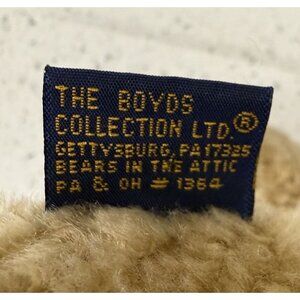 THE BOYDS
COLLECTION LTD.®
GETTYSBURG, PA 17325
BEARS IN THE ATTIC
PA & OH # 1364